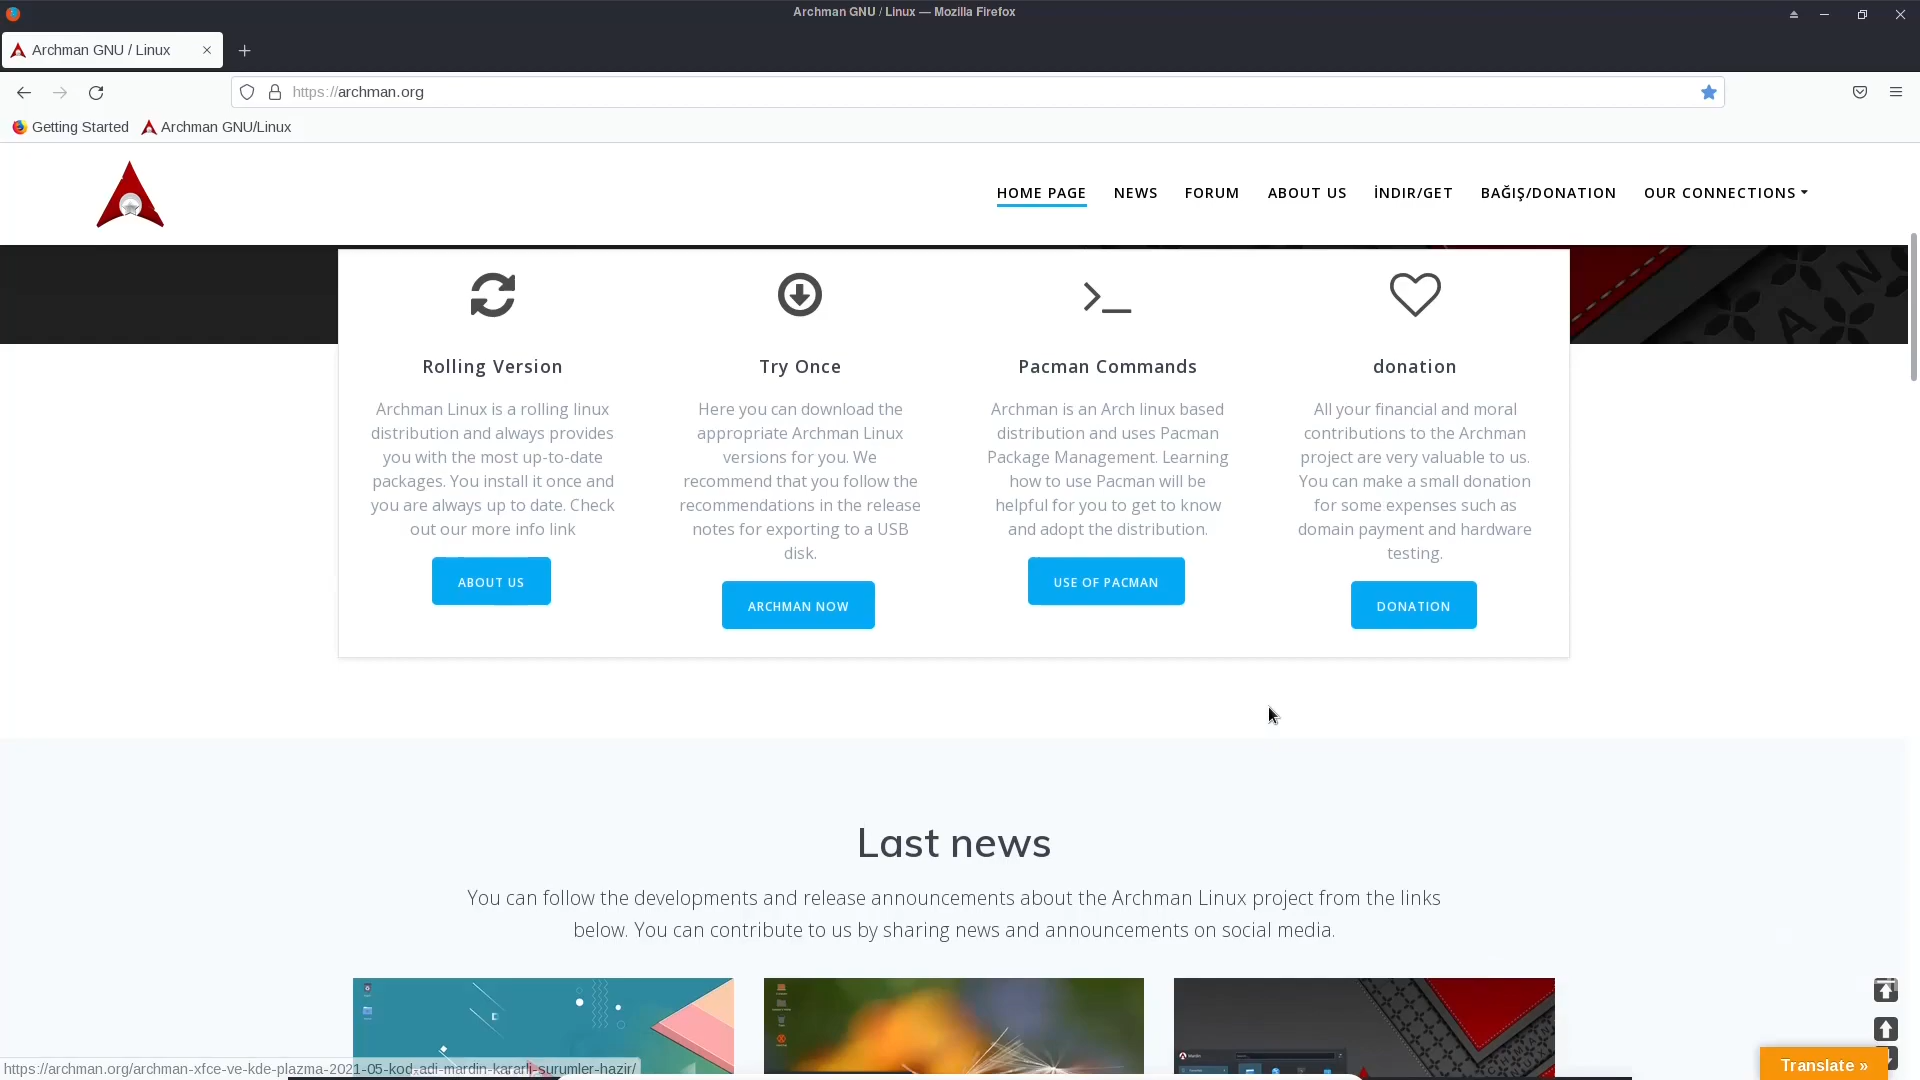 Archman GNU / Linux — Mozilla Firefox
Archman GNU / Linux
https://archman.org
Getting Started
Archman GNU/Linux
HOME PAGE
NEWS
FORUM
ABOUT US
İNDIR/GET
BAĞIŞ/DONATION
OUR CONNECTIONS
Rolling Version
Archman Linux is a rolling linux
distribution and always provides
you with the most up-to-date
packages. You install it once and
you are always up to date. Check
out our more info link
ABOUT US
Try Once
Here you can download the
appropriate Archman Linux
versions for you. We
recommend that you follow the
recommendations in the release
notes for exporting to a USB
disk.
ARCHMAN NOW
Pacman Commands
Archman is an Arch linux based
distribution and uses Pacman
Package Management. Learning
how to use Pacman will be
helpful for you to get to know
and adopt the distribution.
USE OF PACMAN
donation
All your financial and moral
contributions to the Archman
project are very valuable to us.
You can make a small donation
for some expenses such as
domain payment and hardware
testing.
DONATION
Last news
You can follow the developments and release announcements about the Archman Linux project from the links
below. You can contribute to us by sharing news and announcements on social media.
https://archman.org/archman-xfce-ve-kde-plazma-2021-05-kod-adi-mardin-kararli-surumler-hazir/
Translate »